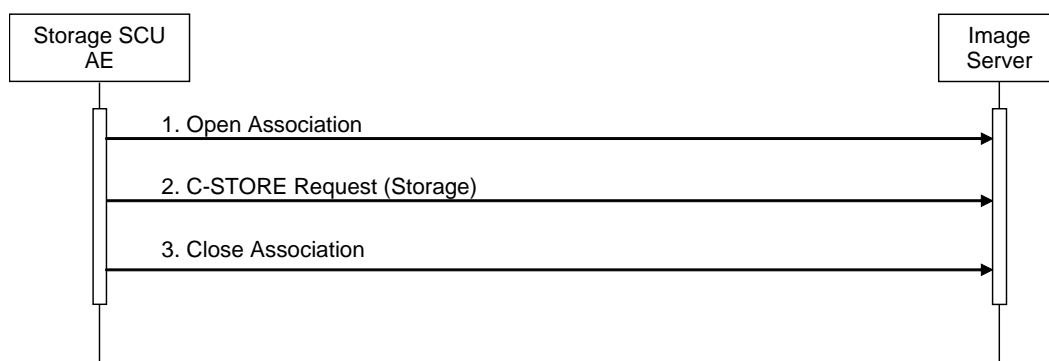 Storage SCU
AE
Image
Server
1. Open Association
2. C-STORE Request (Storage)
3. Close Association